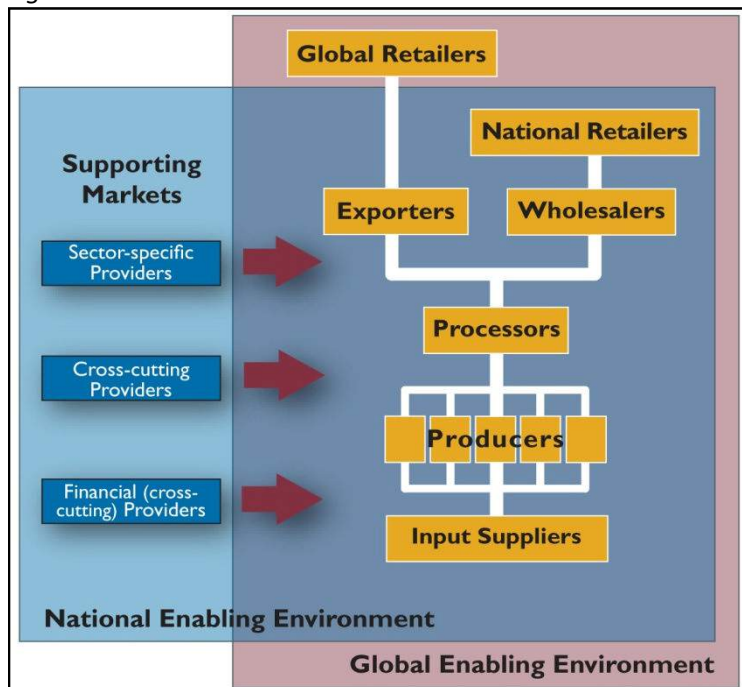 Global Retailers
National Retailers
Supporting
Markets
Exporters
Wholesalers
Sector-specific
Providers
Processors
Cross-cutting
Providers
Producers
Financial (cross-
cutting) Providers
Input Suppliers
National Enabling Environment
Global Enabling Environment